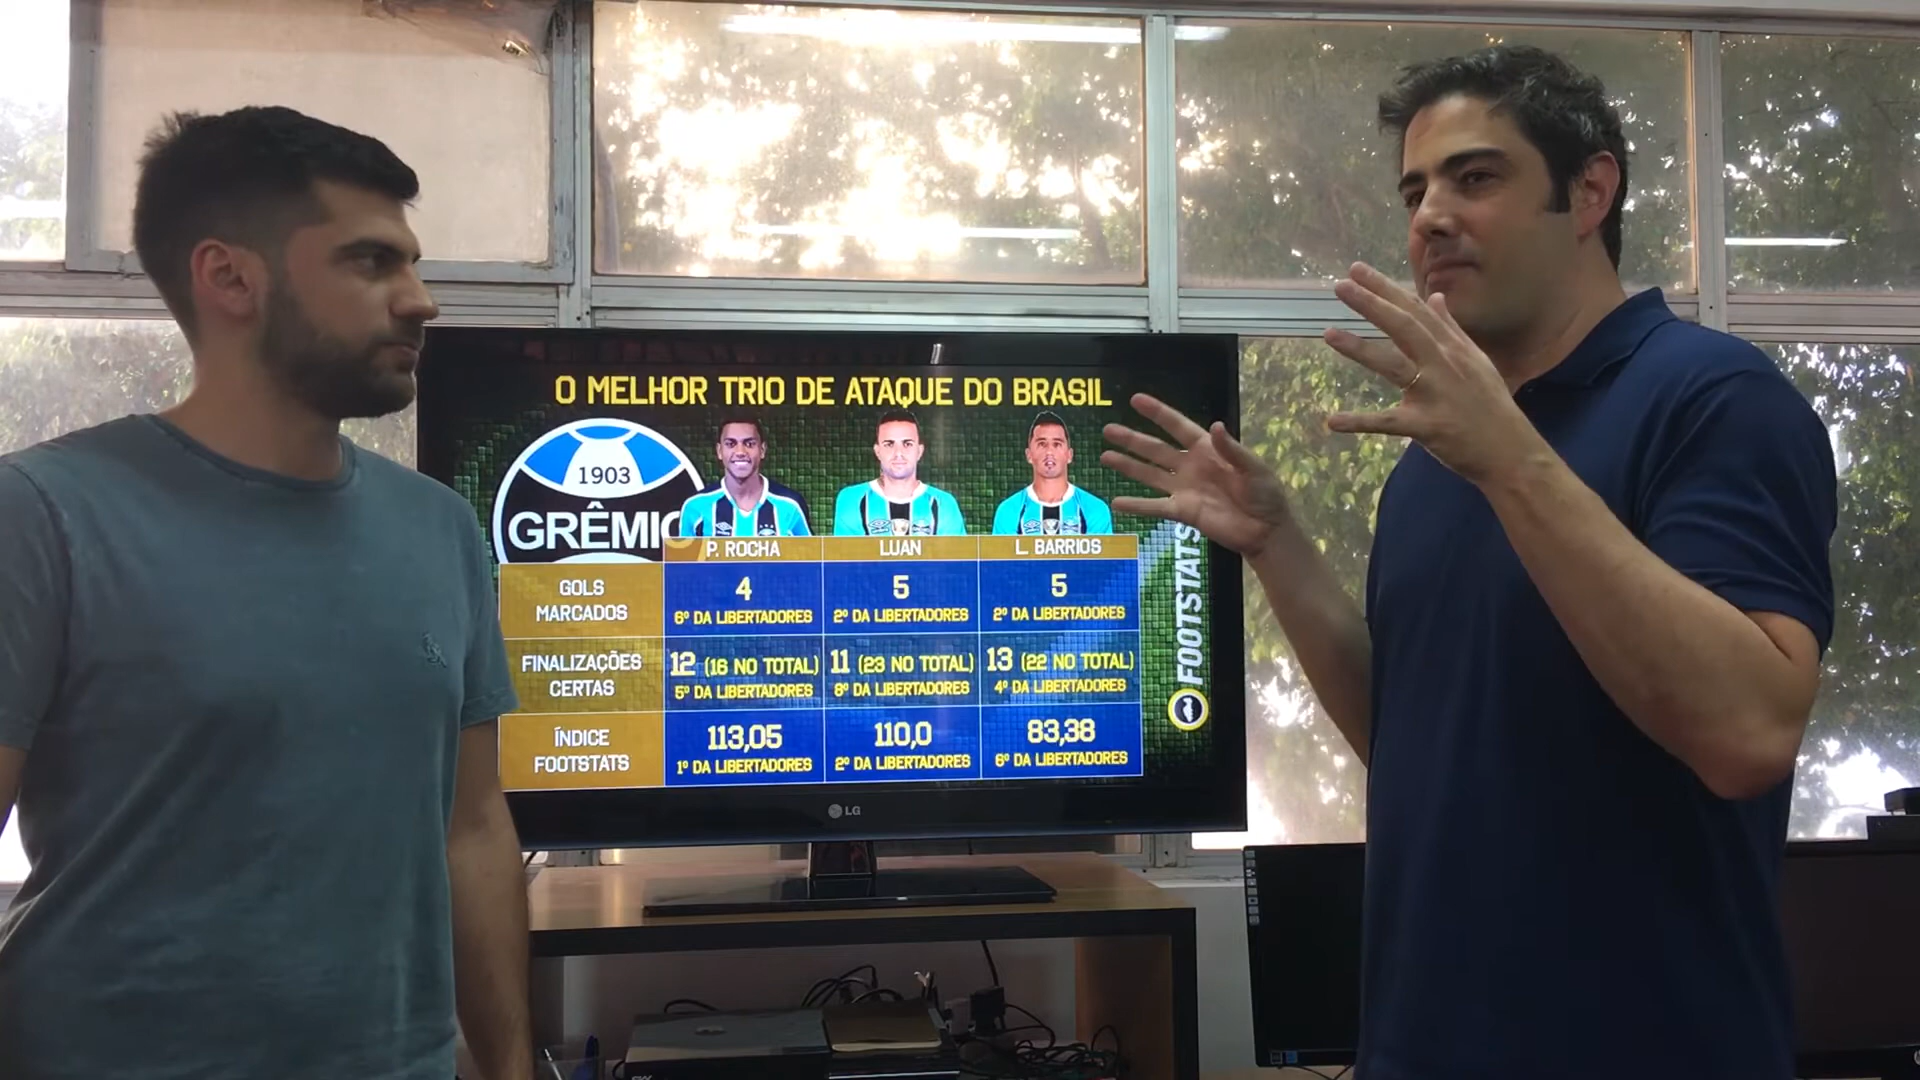 O MELHOR TRIO DE ATAQUE DO BRASIL
1903
GRÊMIO
P. ROCHA LUAN L. BARRIOS
GOLS MARCADOS
4 5 5
6º DA LIBERTADORES 2º DA LIBERTADORES 2º DA LIBERTADORES
FINALIZAÇÕES CERTAS
12 (16 NO TOTAL) 11 (23 NO TOTAL) 13 (22 NO TOTAL)
5º DA LIBERTADORES 8º DA LIBERTADORES 4º DA LIBERTADORES
ÍNDICE FOOTSTATS
113,05 110,0 83,38
1º DA LIBERTADORES 2º DA LIBERTADORES 6º DA LIBERTADORES
FOOTSTATS
LG